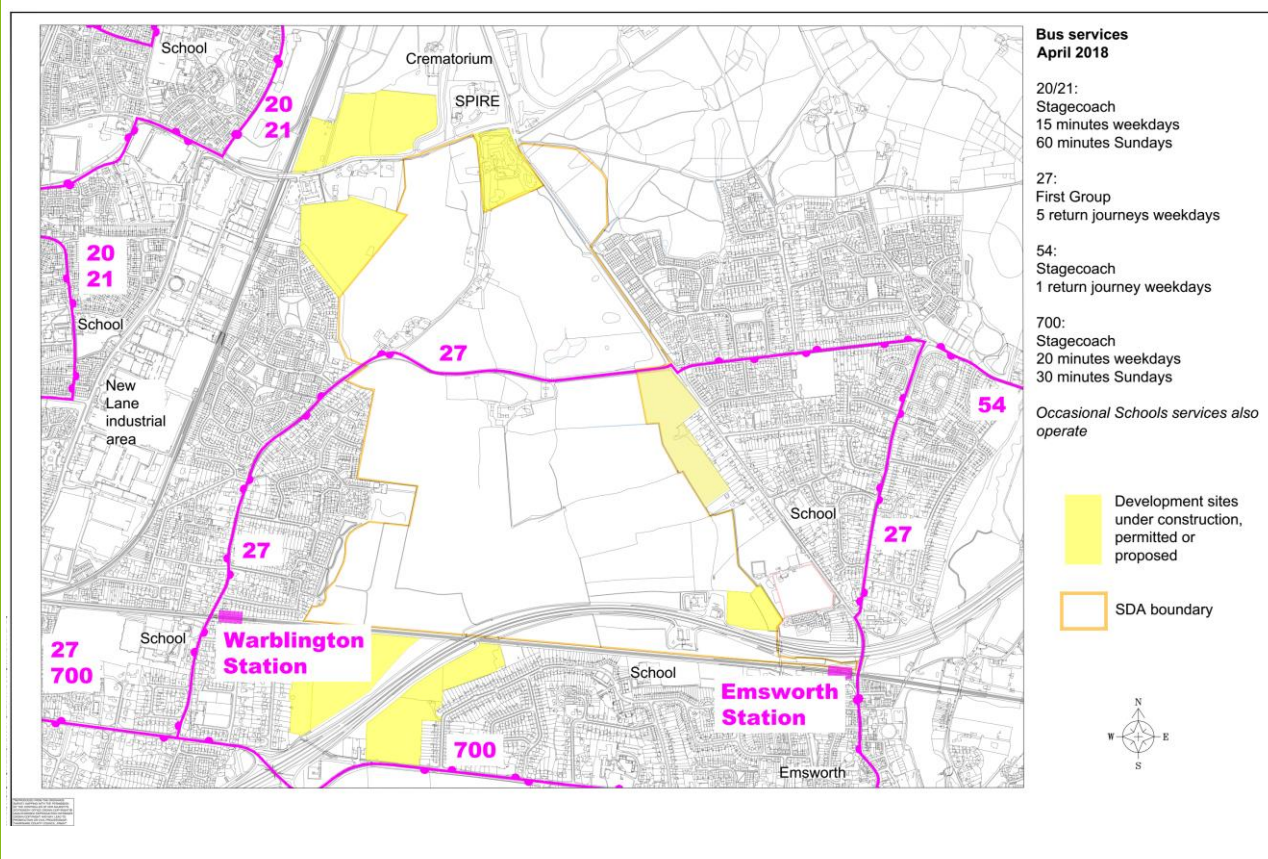 School
Crematorium
SPIRE
20
21
20
21
School
New
Lane
industrial
area
27
54
27
School
27
School
27
700
Warblington
Station
School
Emsworth
Station
700
Emsworth
Bus services
April 2018
20/21:
Stagecoach
15 minutes weekdays
60 minutes Sundays
27:
First Group
5 return journeys weekdays
54:
Stagecoach
1 return journey weekdays
700:
Stagecoach
20 minutes weekdays
30 minutes Sundays
Occasional Schools services also
operate
Development sites
under construction,
permitted or
proposed
SDA boundary
N
W
E
S